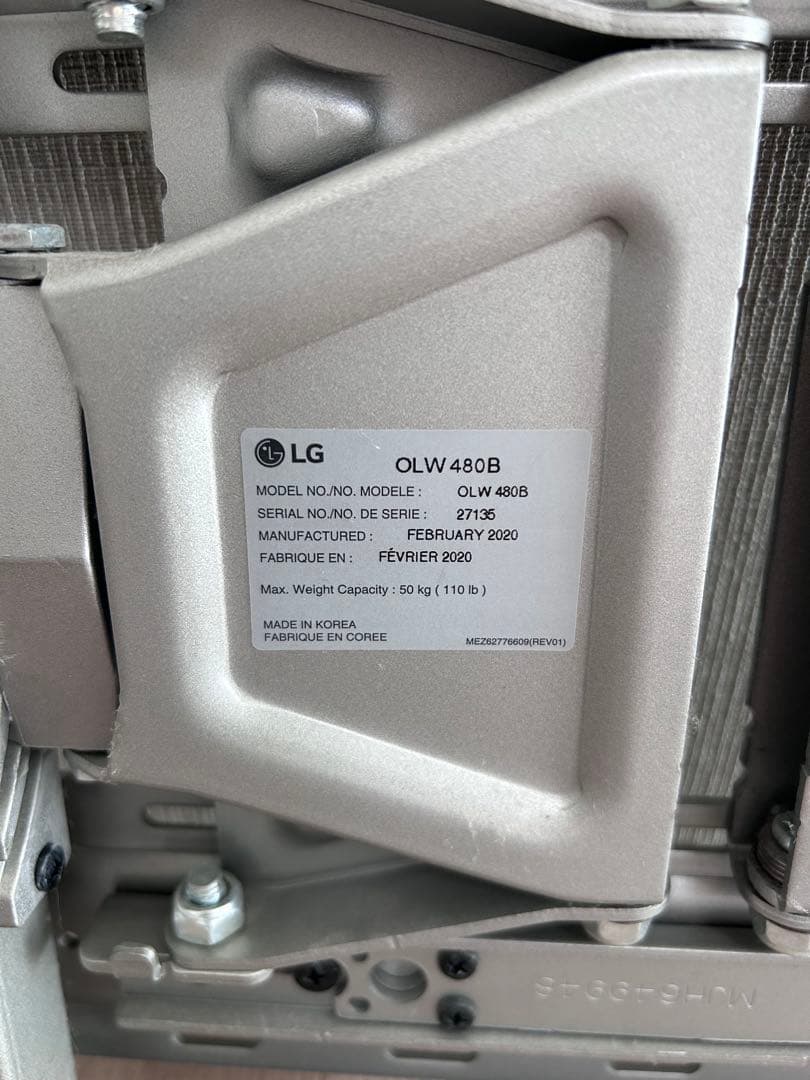 LG
OLW 480B
MODEL NO./NO. MODELE : OLW 480B
SERIAL NO./NO. DE SERIE : 27135
MANUFACTURED : FEBRUARY 2020
FABRIQUE EN : FÉVRIER 2020
Max. Weight Capacity : 50 kg ( 110 lb )
MADE IN KOREA
FABRIQUE EN COREE
MEZ62776609(REV01)
MJH649948